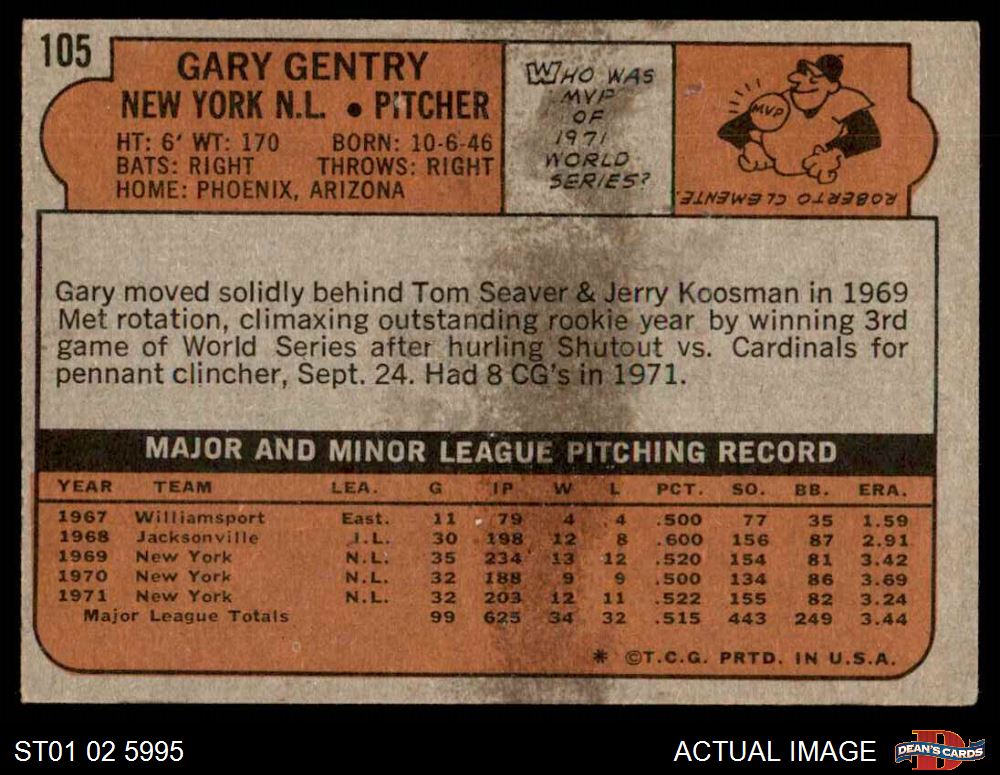 105
GARY GENTRY
NEW YORK N.L. • PITCHER
HT: 6' WT: 170 BORN: 10-6-46
BATS: RIGHT THROWS: RIGHT
HOME: PHOENIX, ARIZONA
WHO WAS
MVP
OF
1971
WORLD
SERIES?
MVP
ROBERTO CLEMENTE.
Gary moved solidly behind Tom Seaver & Jerry Koosman in 1969
Met rotation, climaxing outstanding rookie year by winning 3rd
game of World Series after hurling Shutout vs. Cardinals for
pennant clincher, Sept. 24. Had 8 CG's in 1971.
MAJOR AND MINOR LEAGUE PITCHING RECORD
YEAR TEAM LEA. G IP W L PCT. SO. BB. ERA.
1967 Williamsport East. 11 79 4 4 .500 77 35 1.59
1968 Jacksonville I.L. 30 198 12 8 .600 156 87 2.91
1969 New York N.L. 35 234 13 12 .520 154 81 3.42
1970 New York N.L. 32 188 9 9 .500 134 86 3.69
1971 New York N.L. 32 203 12 11 .522 155 82 3.24
Major League Totals 99 625 34 32 .515 443 249 3.44
* ©T.C.G. PRTD. IN U.S.A.
ST01 02 5995
ACTUAL IMAGE
D
DEAN'S CARDS